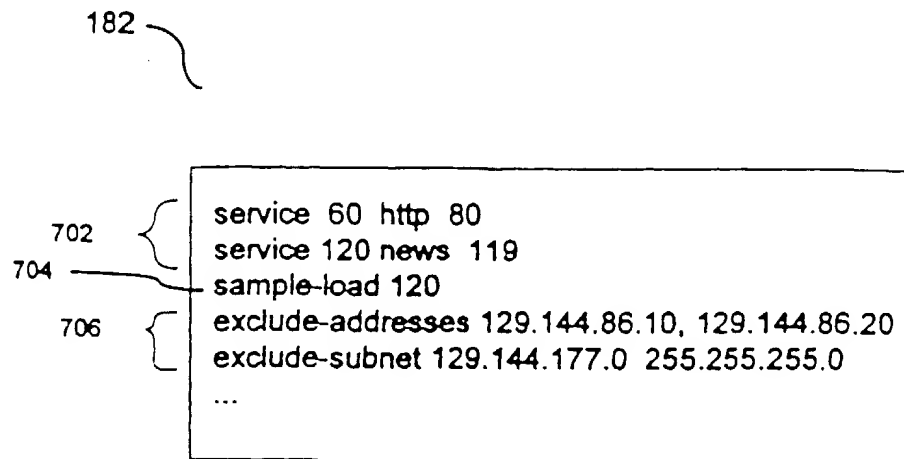 182
702
704
706
service 60 http 80
service 120 news 119
sample-load 120
exclude-addresses 129.144.86.10, 129.144.86.20
exclude-subnet 129.144.177.0 255.255.255.0
...